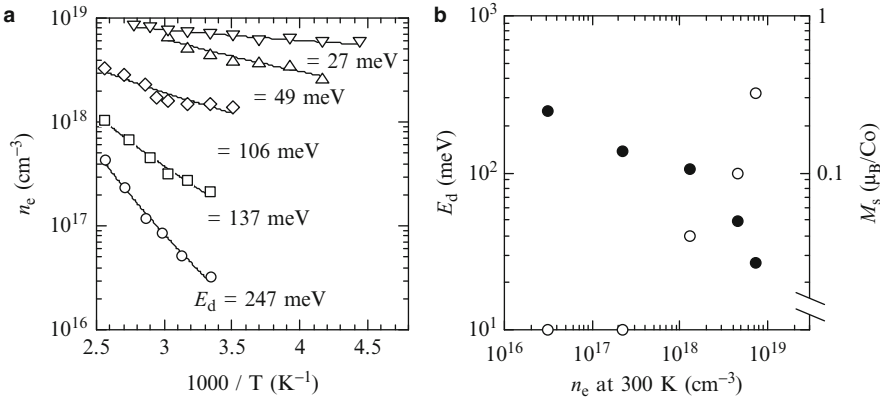 a
10^19
10^18
10^17
10^16
n_e (cm^−3)
= 27 meV
= 49 meV
= 106 meV
= 137 meV
E_d = 247 meV
2.5 3 3.5 4 4.5
1000 / T (K^−1)
b
10^3
10^2
10^1
E_d (meV)
1
0.1
M_s (μ_B/Co)
10^16 10^17 10^18 10^19
n_e at 300 K (cm^−3)